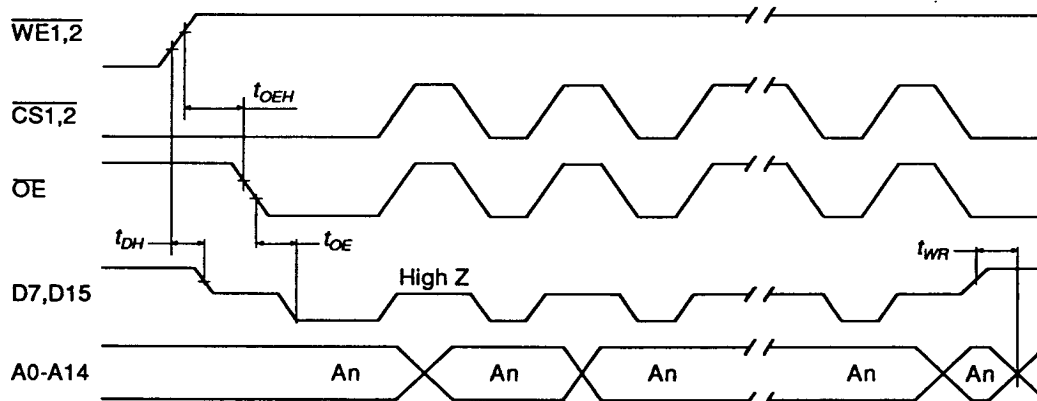 WE1,2
tOEH
CS1,2
OE
tDH
tOE
tWR
D7,D15
High Z
A0-A14
An
An
An
An
An